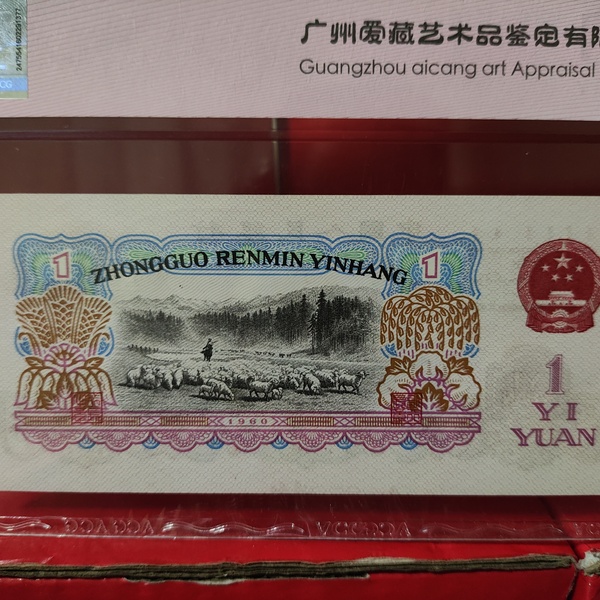 广州爱藏艺术品鉴定有限
Guangzhou aicang art Appraisal
CG
1
ZHONGGUO RENMIN YINHANG
1
1960
1
YI
YUAN